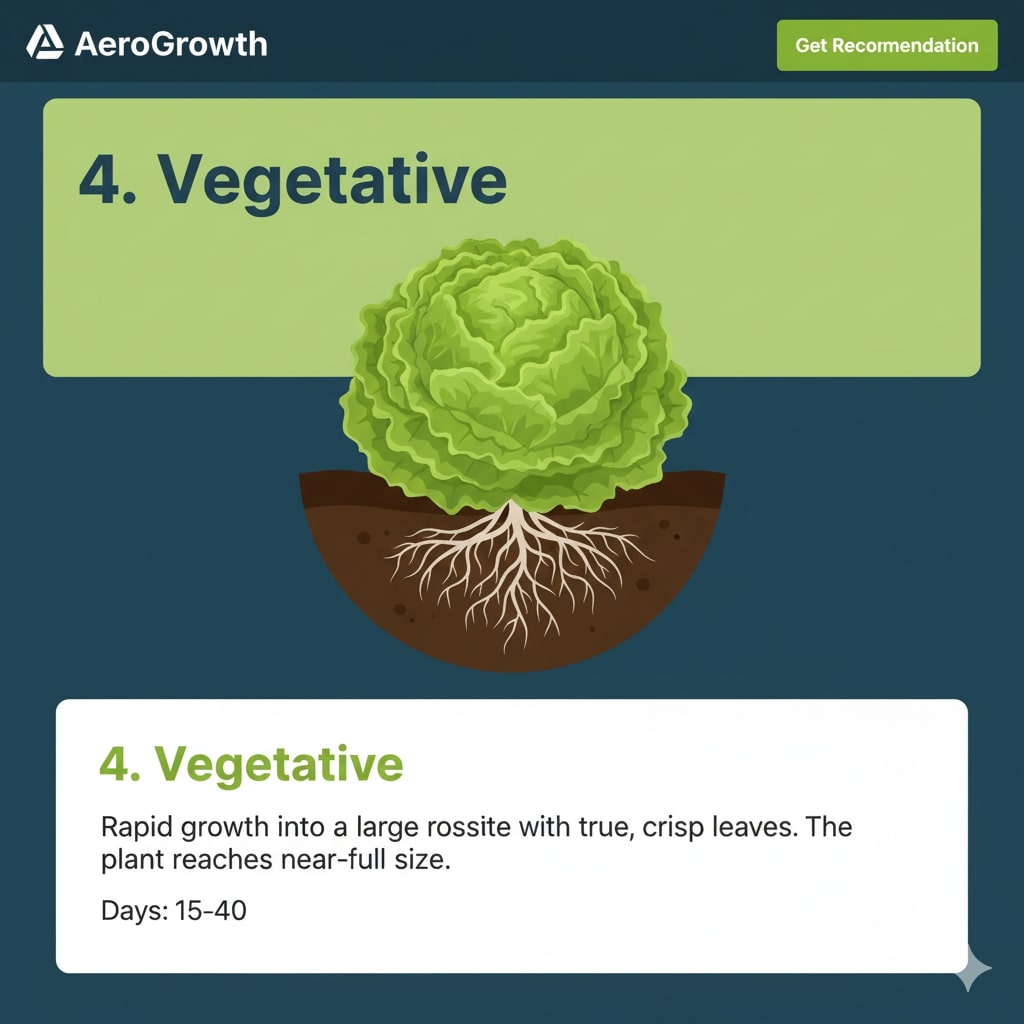 AeroGrowth
Get Recormendation
4. Vegetative
4. Vegetative
Rapid growth into a large rossite with true, crisp leaves. The
plant reaches near-full size.
Days: 15-40